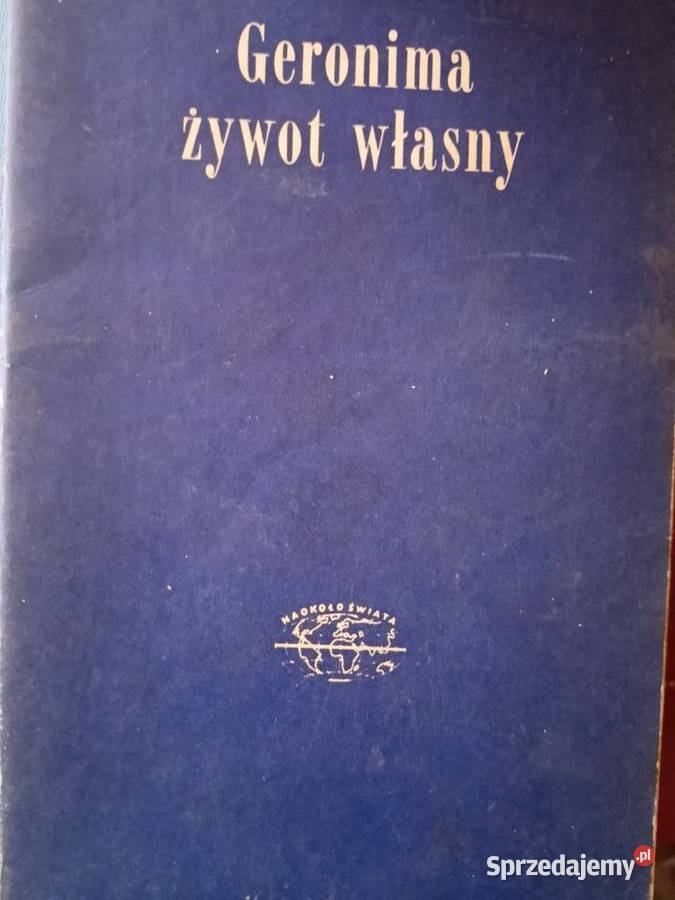 Geronima
żywot własny
NAOKOŁO ŚWIATA
Sprzedajemy.pl